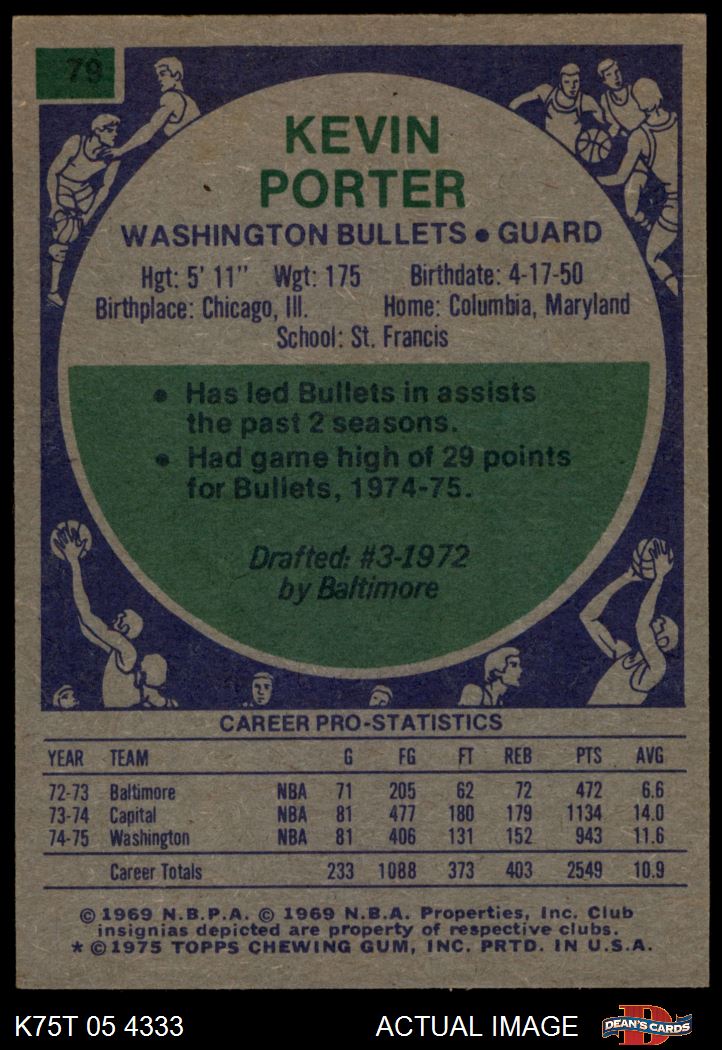 79
KEVIN
PORTER
WASHINGTON BULLETS • GUARD
Hgt: 5' 11" Wgt: 175 Birthdate: 4-17-50
Birthplace: Chicago, Ill. Home: Columbia, Maryland
School: St. Francis
• Has led Bullets in assists
the past 2 seasons.
• Had game high of 29 points
for Bullets, 1974-75.
Drafted: #3-1972
by Baltimore
CAREER PRO-STATISTICS
YEAR TEAM G FG FT REB PTS AVG
72-73 Baltimore NBA 71 205 62 72 472 6.6
73-74 Capital NBA 81 477 180 179 1134 14.0
74-75 Washington NBA 81 406 131 152 943 11.6
Career Totals 233 1088 373 403 2549 10.9
© 1969 N.B.P.A. © 1969 N.B.A. Properties, Inc. Club
insignias depicted are property of respective clubs.
* © 1975 TOPPS CHEWING GUM, INC. PRTD. IN U.S.A.
K75T 05 4333 ACTUAL IMAGE D DEAN'S CARDS